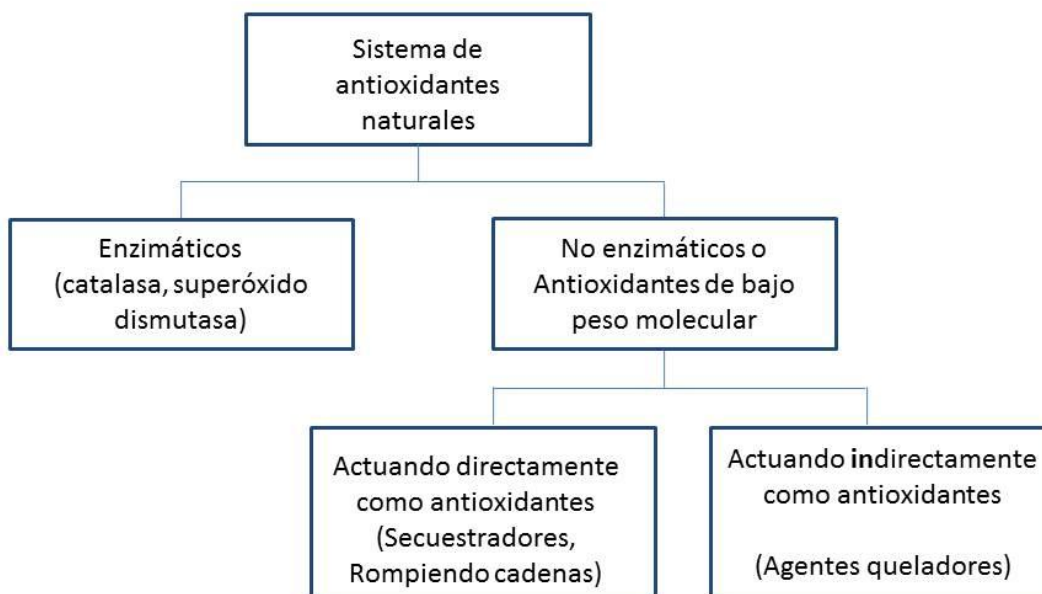 Sistema de
antioxidantes
naturales
Enzimáticos
(catalasa, superóxido
dismutasa)
No enzimáticos o
Antioxidantes de bajo
peso molecular
Actuando directamente
como antioxidantes
(Secuestradores,
Rompiendo cadenas)
Actuando indirectamente
como antioxidantes
(Agentes queladores)